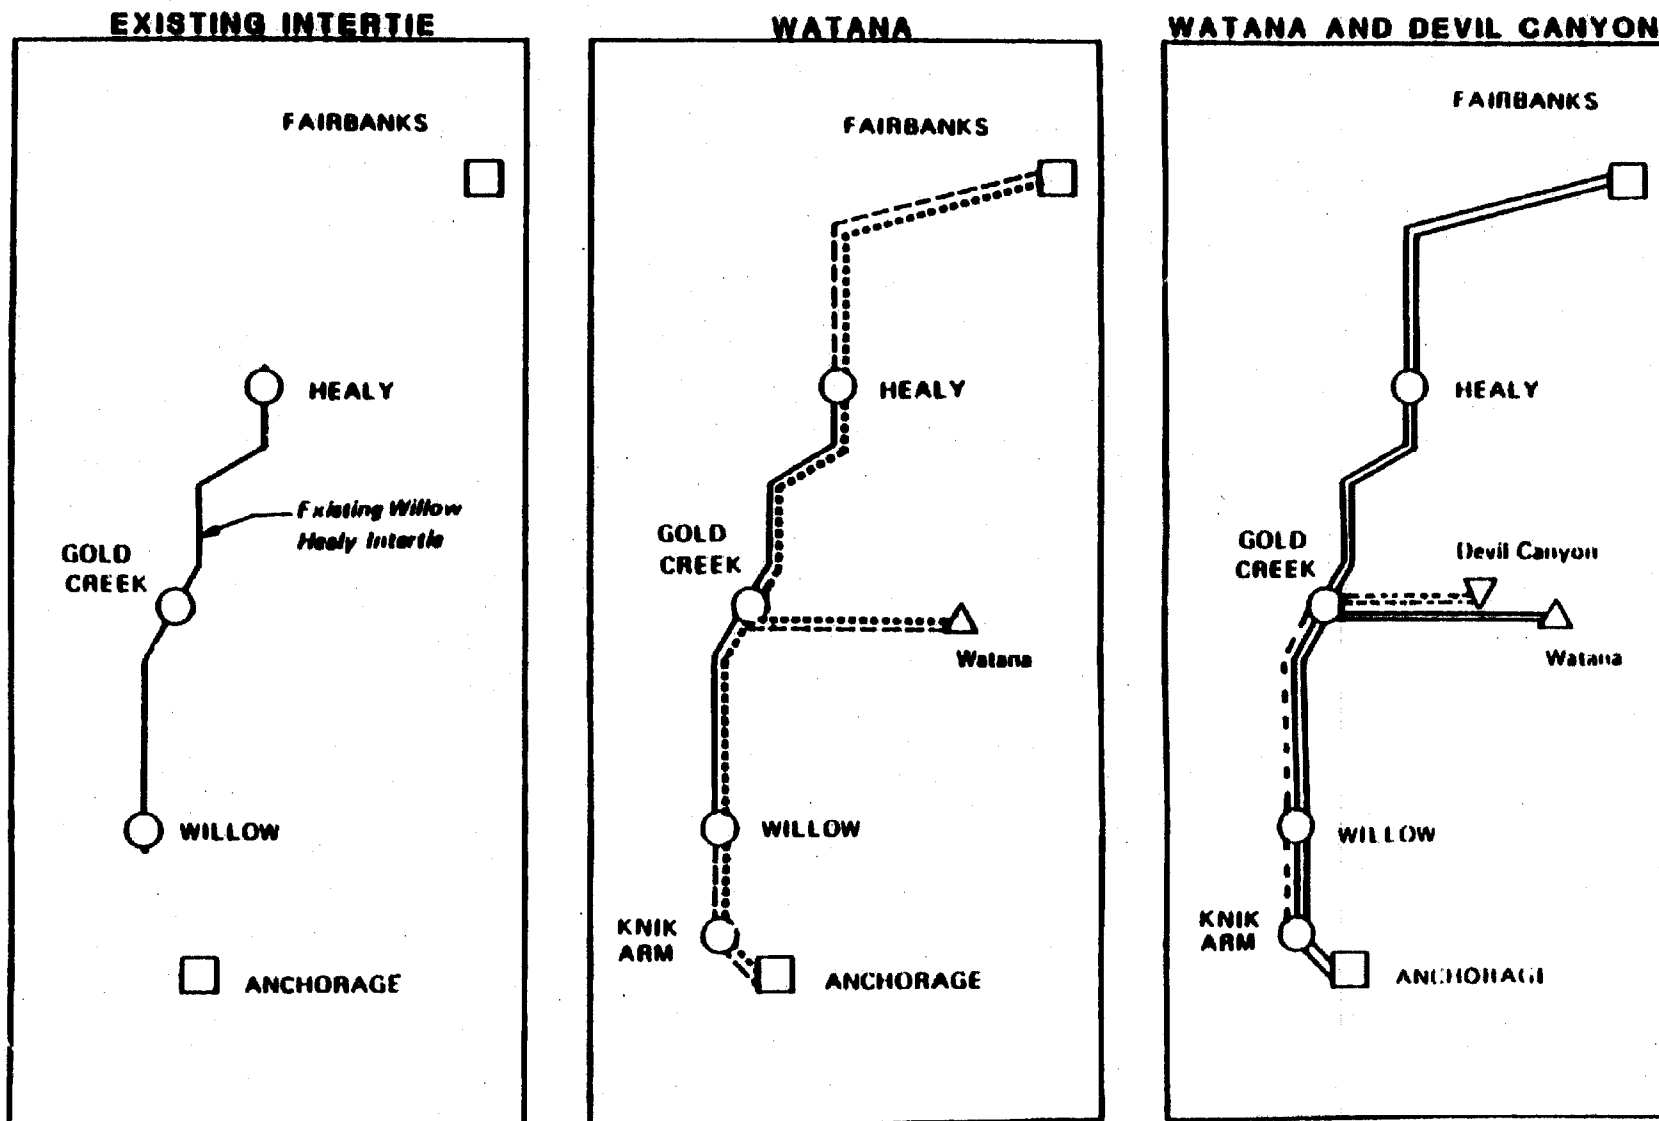 EXISTING INTERTIE
FAIRBANKS
HEALY
Existing Willow
Healy Intertie
GOLD
CREEK
WILLOW
ANCHORAGE
WATANA
FAIRBANKS
HEALY
GOLD
CREEK
Watana
WILLOW
KNIK
ARM
ANCHORAGE
WATANA AND DEVIL CANYON
FAIRBANKS
HEALY
GOLD
CREEK
Devil Canyon
Watana
WILLOW
KNIK
ARM
ANCHORAGE